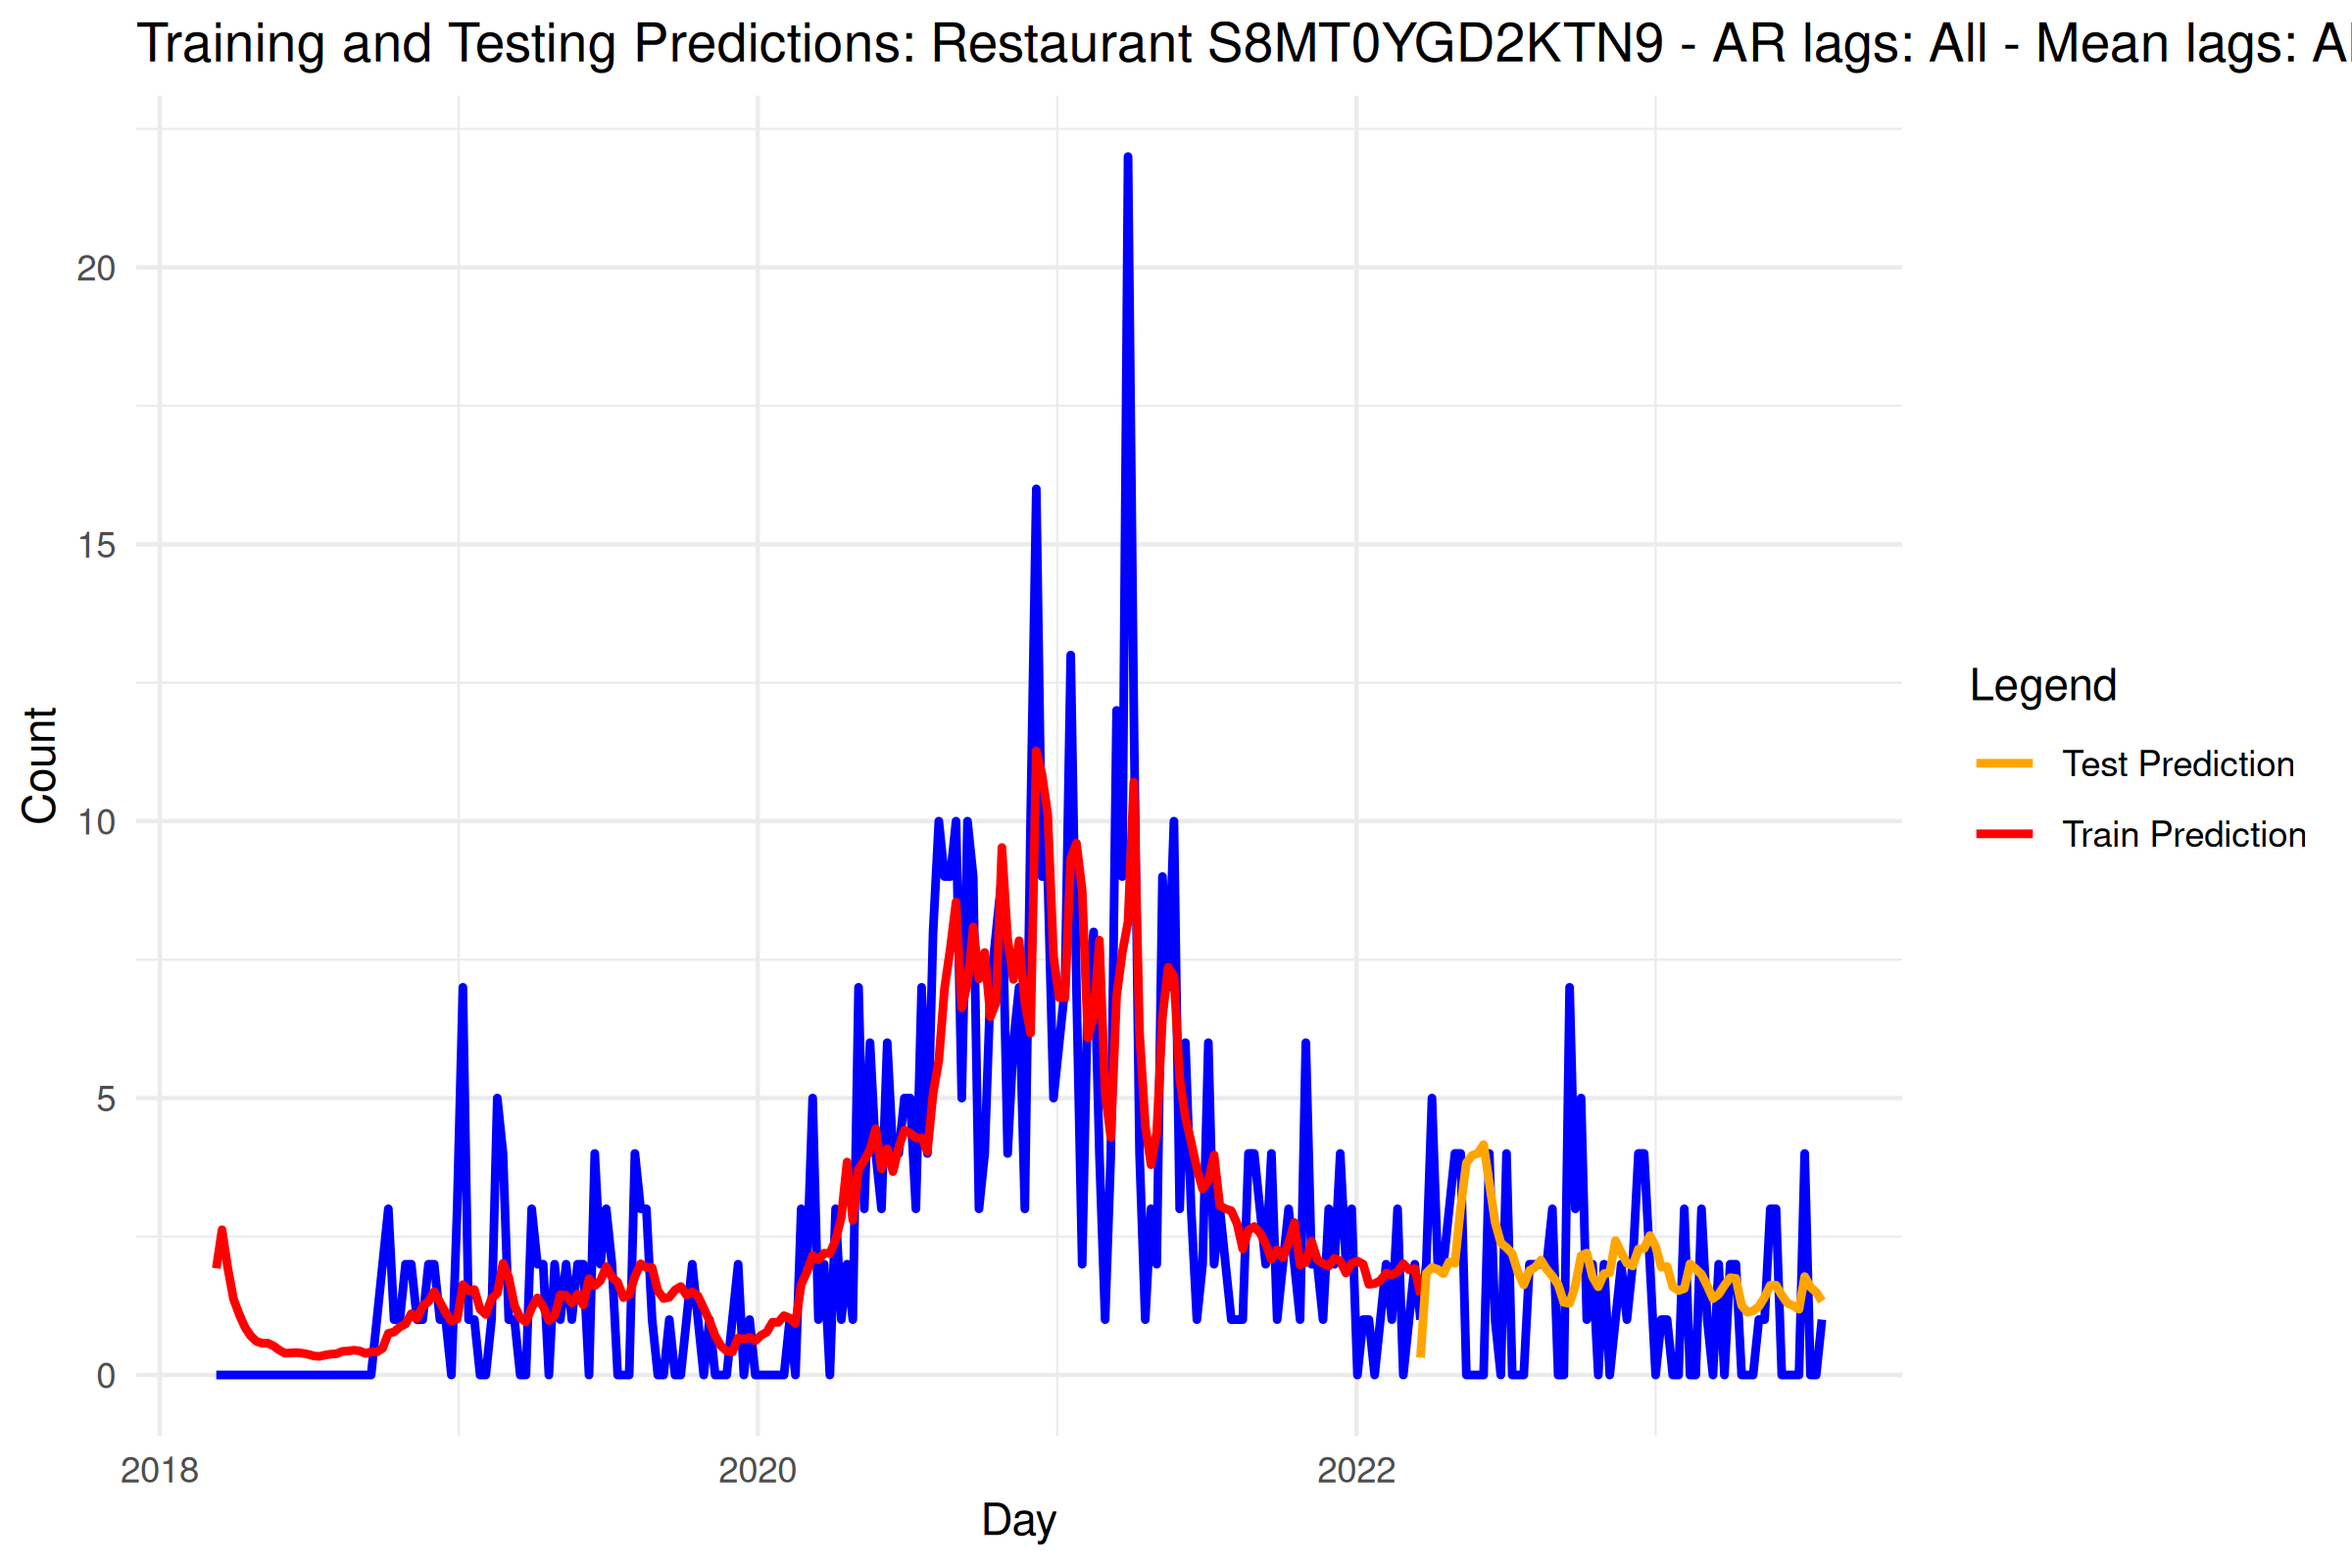 Training and Testing Predictions: Restaurant S8MT0YGD2KTN9 - AR lags: All - Mean lags: Al
20
15
10
5
0
Count
2018
2020
2022
Day
Legend
Test Prediction
Train Prediction